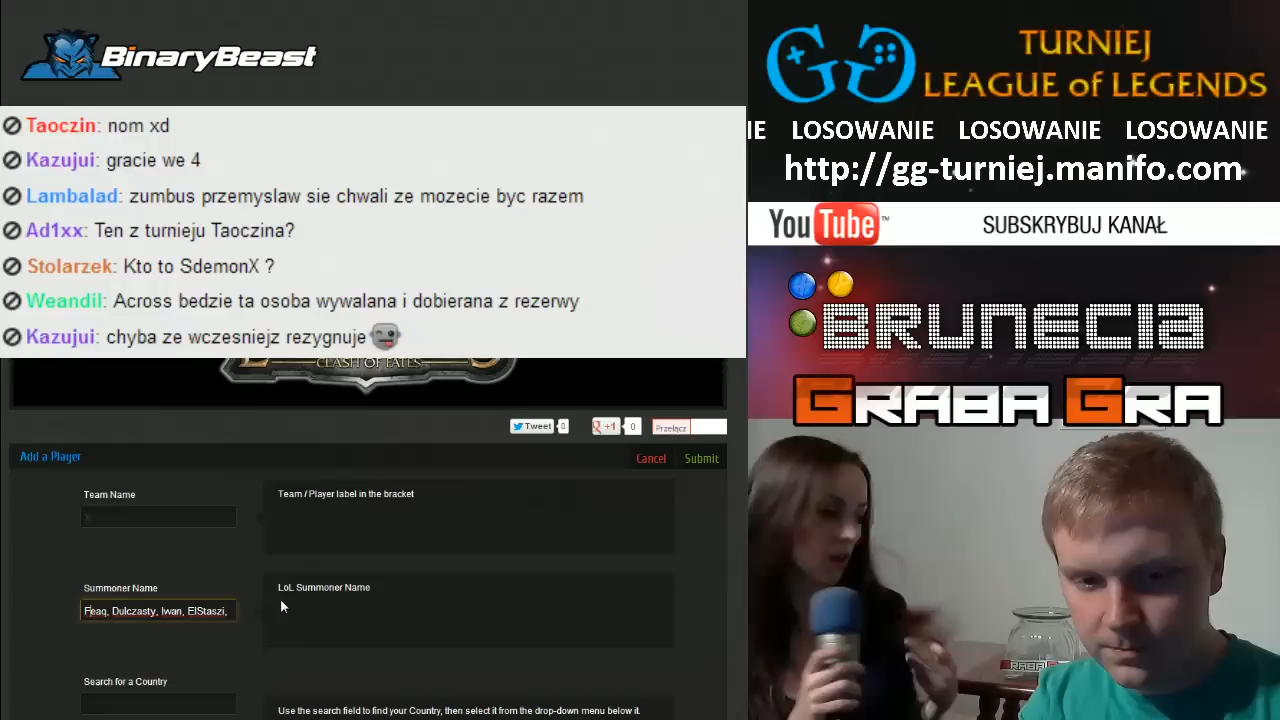 BinaryBeast
Taoczin: nom xd
Kazujui: gracie we 4
Lambalad: zumbus przemyslaw sie chwali ze mozecie byc razem
Ad1xx: Ten z turnieju Taoczina?
Stolarzek: Kto to SdemonX ?
Weandil: Across bedzie ta osoba wywalana i dobierana z rezerwy
Kazujui: chyba ze wczesniejz rezygnuje
CLASH OF FATES
Tweet 0
+1 0
Przełącz
Add a Player
Cancel Submit
Team Name
Team / Player label in the bracket
Summoner Name
LoL Summoner Name
Feaq, Dulczasty, Iwan, ElStaszi,
Search for a Country
Use the search field to find your Country, then select it from the drop-down menu below it.
GG
TURNIEJ
LEAGUE of LEGENDS
IE LOSOWANIE LOSOWANIE LOSOWANIE
http://gg-turniej.manifo.com
YouTube™
SUBSKRYBUJ KANAŁ
BRUNECIA
GRABA GRA
GRABA